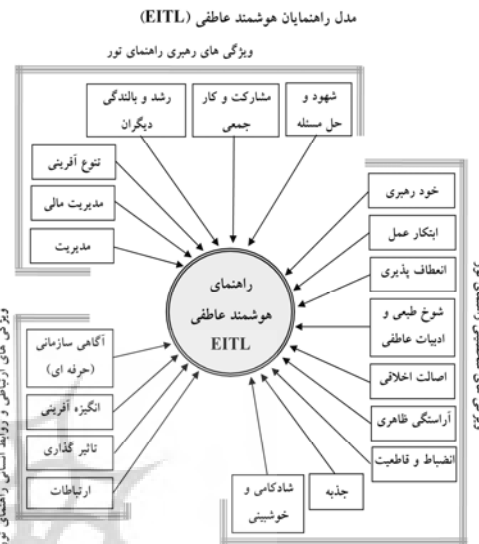 مدل راهنمایان هوشمند عاطفی (EITL)
ویژگی های رهبری راهنمای تور
شهود و
حل مسئله
مشارکت و کار
جمعی
رشد و بالندگی
دیگران
تنوع آفرینی
مدیریت مالی
مدیریت
خود رهبری
ابتکار عمل
انعطاف پذیری
شوخ طبعی و
ادبیات عاطفی
اصالت اخلاقی
آراستگی ظاهری
انضباط و قاطعیت
جذبه
شادکامی و
خوشبینی
راهنمای
هوشمند عاطفی
EITL
آگاهی سازمانی
(حرفه ای)
انگیزه آفرینی
تاثیر گذاری
ارتباطات
ویژگی های ارتباطی و روابط انسانی راهنمای تور